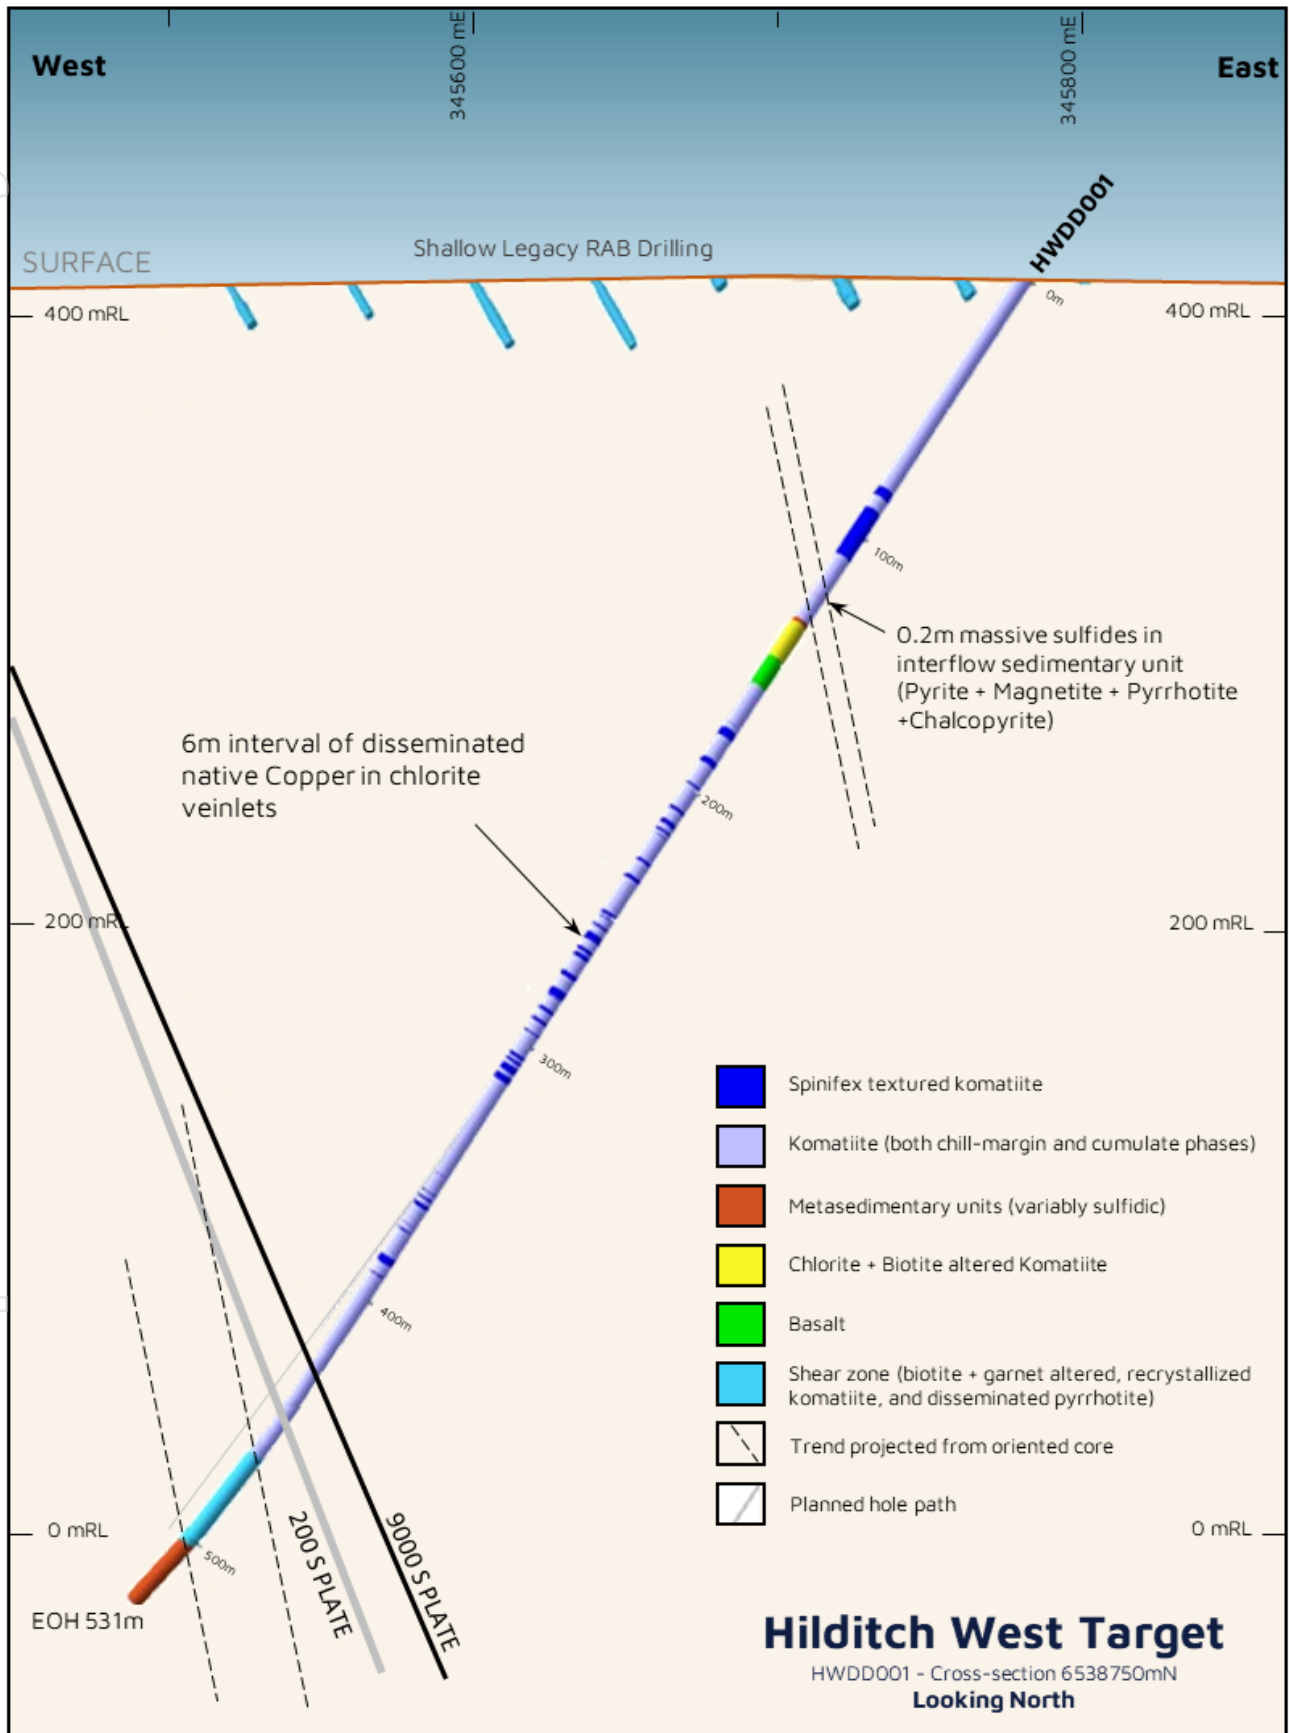 345600 mE
345800 mE
West
East
HWDD001
SURFACE
Shallow Legacy RAB Drilling
0m
400 mRL
400 mRL
100m
0.2m massive sulfides in
interflow sedimentary unit
(Pyrite + Magnetite + Pyrrhotite
+Chalcopyrite)
6m interval of disseminated
native Copper in chlorite
veinlets
200m
200 mRL
200 mRL
300m
Spinifex textured komatiite
Komatiite (both chill-margin and cumulate phases)
Metasedimentary units (variably sulfidic)
Chlorite + Biotite altered Komatiite
400m
Basalt
Shear zone (biotite + garnet altered, recrystallized
komatiite, and disseminated pyrrhotite)
Trend projected from oriented core
Planned hole path
0 mRL
0 mRL
500m
200 S PLATE
9000 S PLATE
EOH 531m
Hilditch West Target
HWDD001 - Cross-section 6538750mN
Looking North